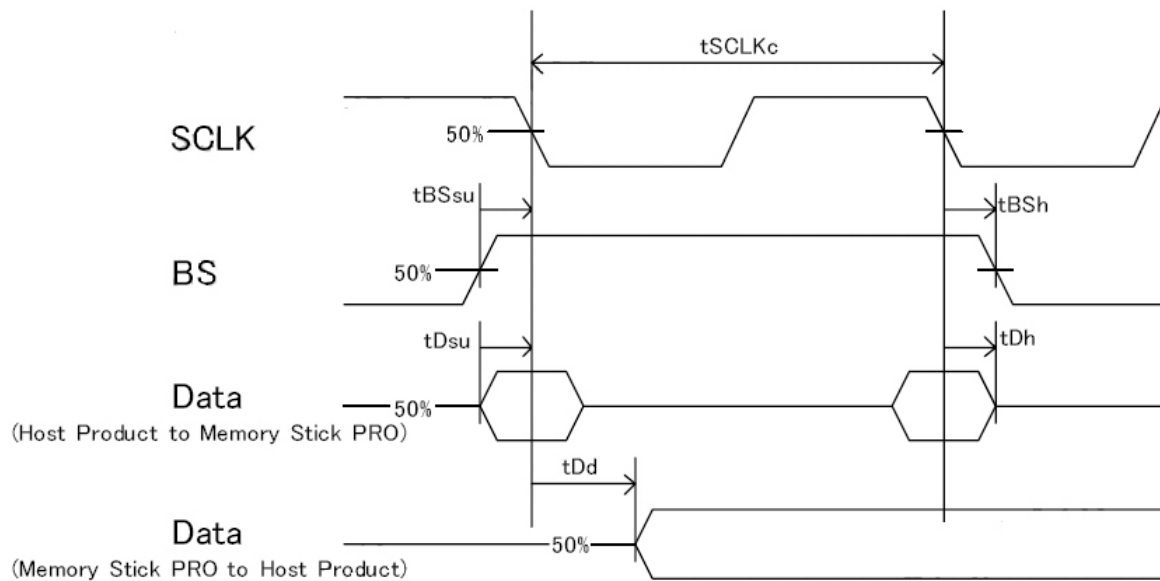 tSCLKc
SCLK
50%
tBSsu
tBSh
BS
50%
tDsu
tDh
Data
50%
(Host Product to Memory Stick PRO)
tDd
Data
50%
(Memory Stick PRO to Host Product)